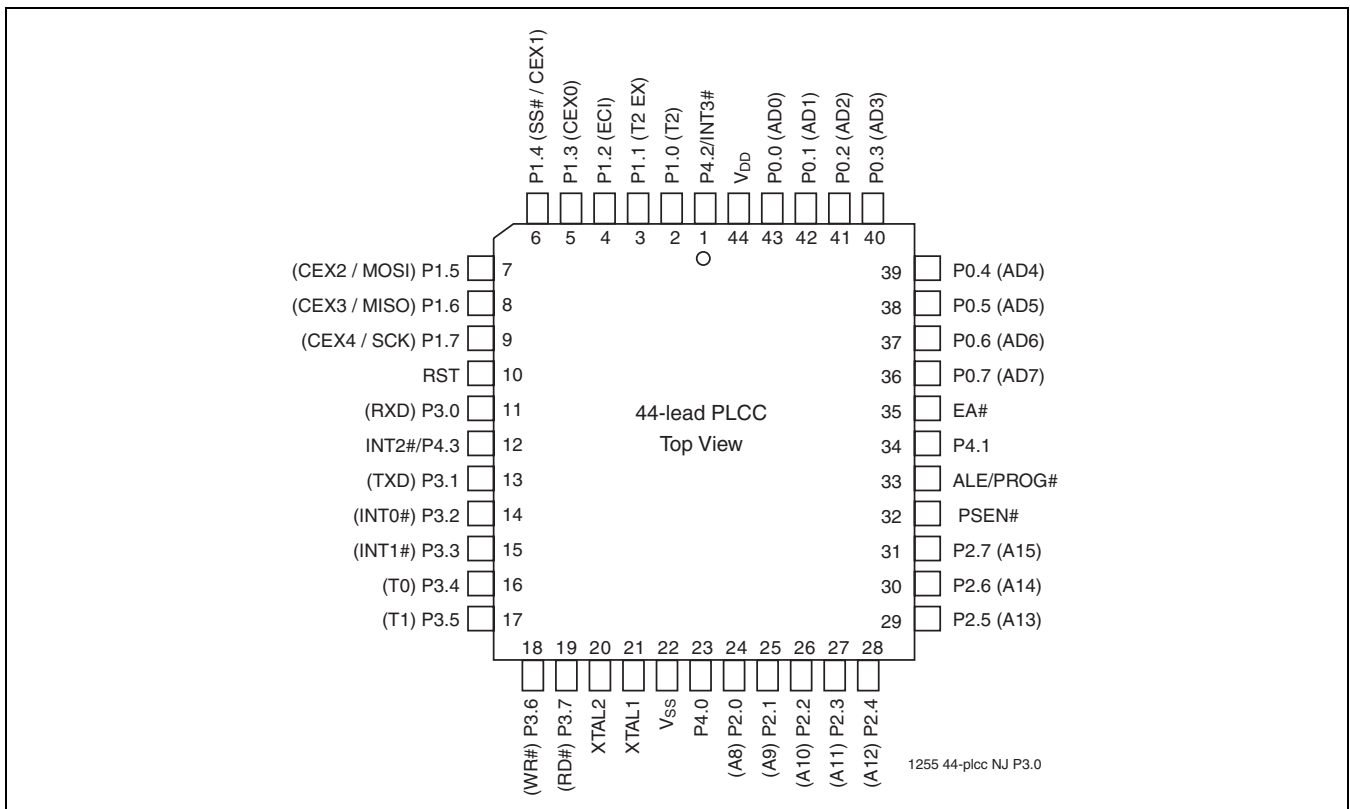 P1.4 (SS# / CEX1)
P1.3 (CEX0)
P1.2 (ECI)
P1.1 (T2 EX)
P1.0 (T2)
P4.2/INT3#
VDD
P0.0 (AD0)
P0.1 (AD1)
P0.2 (AD2)
P0.3 (AD3)
6 5 4 3 2 1 44 43 42 41 40
(CEX2 / MOSI) P1.5 7
(CEX3 / MISO) P1.6 8
(CEX4 / SCK) P1.7 9
RST 10
(RXD) P3.0 11
INT2#/P4.3 12
(TXD) P3.1 13
(INT0#) P3.2 14
(INT1#) P3.3 15
(T0) P3.4 16
(T1) P3.5 17
44-lead PLCC
Top View
39 P0.4 (AD4)
38 P0.5 (AD5)
37 P0.6 (AD6)
36 P0.7 (AD7)
35 EA#
34 P4.1
33 ALE/PROG#
32 PSEN#
31 P2.7 (A15)
30 P2.6 (A14)
29 P2.5 (A13)
18 19 20 21 22 23 24 25 26 27 28
(WR#) P3.6
(RD#) P3.7
XTAL2
XTAL1
VSS
P4.0
(A8) P2.0
(A9) P2.1
(A10) P2.2
(A11) P2.3
(A12) P2.4
1255 44-plcc NJ P3.0